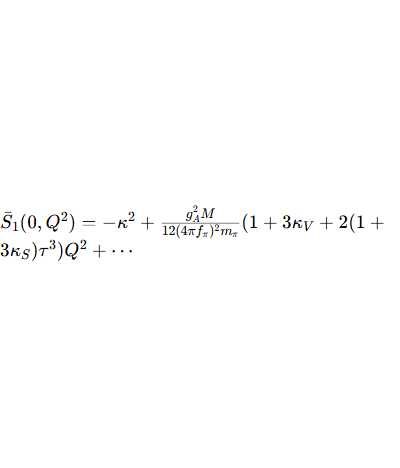 $\bar{S}_1(0, Q^2) = -\kappa^2 + \frac{g_A^2 M}{12(4\pi f_\pi)^2 m_\pi}(1 + 3\kappa_V + 2(1 +$
$3\kappa_S)\tau^3)Q^2 + \cdots$